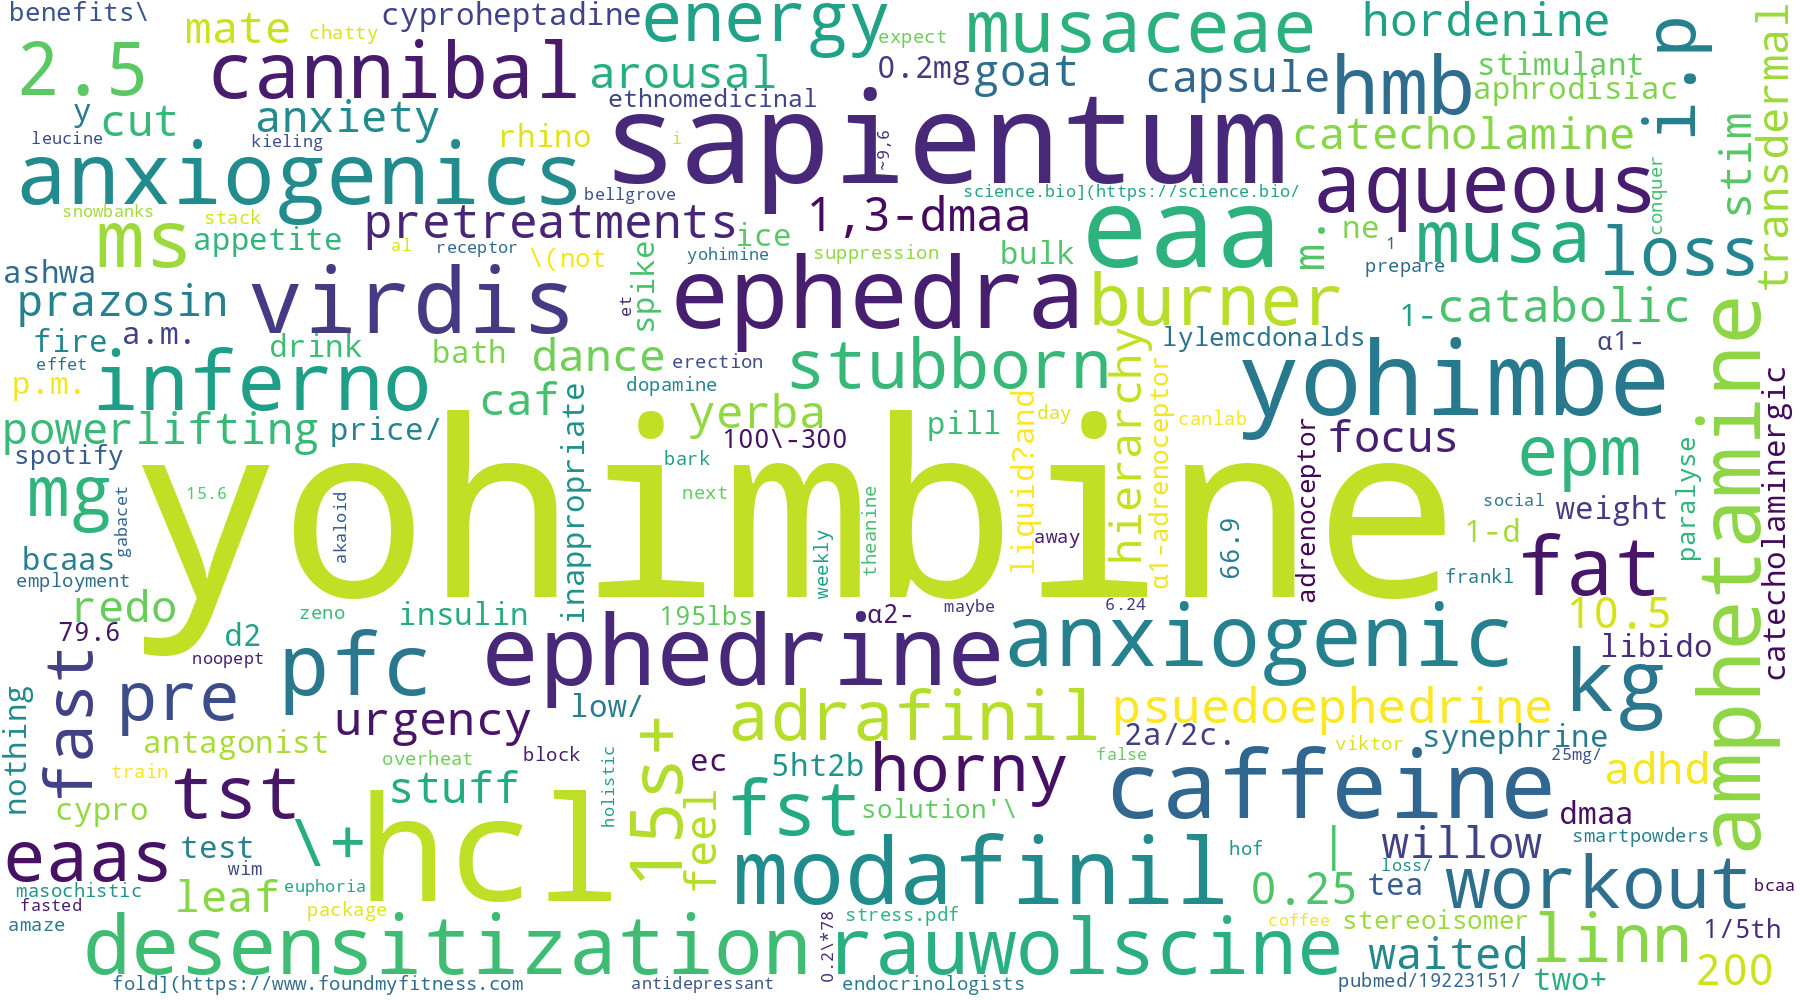 benefits\
mate
chatty
cyproheptadine
energy
expect
musaceae
hordenine
2.5
cannibal
arousal
0.2mg
goat
capsule
hmb
stimulant
aphrodisiac
i.p
transdermal
y
cut
anxiety
ethnomedicinal
sapientum
catecholamine
leucine
kieling
rhino
i
~9,6
stim
anxiogenics
bellgrove
science.bio](https://science.bio/
aqueous
conquer
snowbanks
stack
pretreatments
1,3-dmaa
eaa
ms
appetite
al
receptor
\(not
ice
yohimine
suppression
bulk
m.
ne
1
musa
loss
ashwa
prepare
prazosin
virdis
et
spike
ephedra
burner
1-
catabolic
fire
a.m.
drink
bath
dance
erection
stubborn
hierarchy
lylemcdonalds
α1-
effet
p.m.
inferno
caf
inappropriate
dopamine
yerba
pill
liquid?and
day
α1-adrenoceptor
canlab
yohimbe
amphetamine
catecholaminergic
powerlifting
price/
100\-300
adrenoceptor
focus
spotify
bark
epm
paralyse
mg
15.6
yohimbine
next
social
weight
gabacet
akaloid
weekly
theanine
away
66.9
1-d
bcaas
employment
frankl
fat
redo
zeno
insulin
195lbs
α2-
maybe
6.24
10.5
79.6
d2
noopept
ephedrine
anxiogenic
libido
fast
pfc
kg
nothing
pre
urgency
low/
adrafinil
psuedoephedrine
antagonist
overheat
block
holistic
15s+
ec
2a/2c.
viktor
synephrine
train
tst
stuff
5ht2b
horny
false
25mg/
adhd
cypro
hcl
feel
fst
solution'\
caffeine
dmaa
eaas
test
\+
hof
|
willow
smartpowders
wim
loss/
masochistic
leaf
euphoria
modafinil
0.25
tea
workout
bcaa
fasted
package
amaze
desensitization
0.2\*78
stress.pdf
rauwolscine
coffee
stereoisomer
linn
1/5th
waited
200
fold](https://www.foundmyfitness.com
antidepressant
endocrinologists
pubmed/19223151/
two+